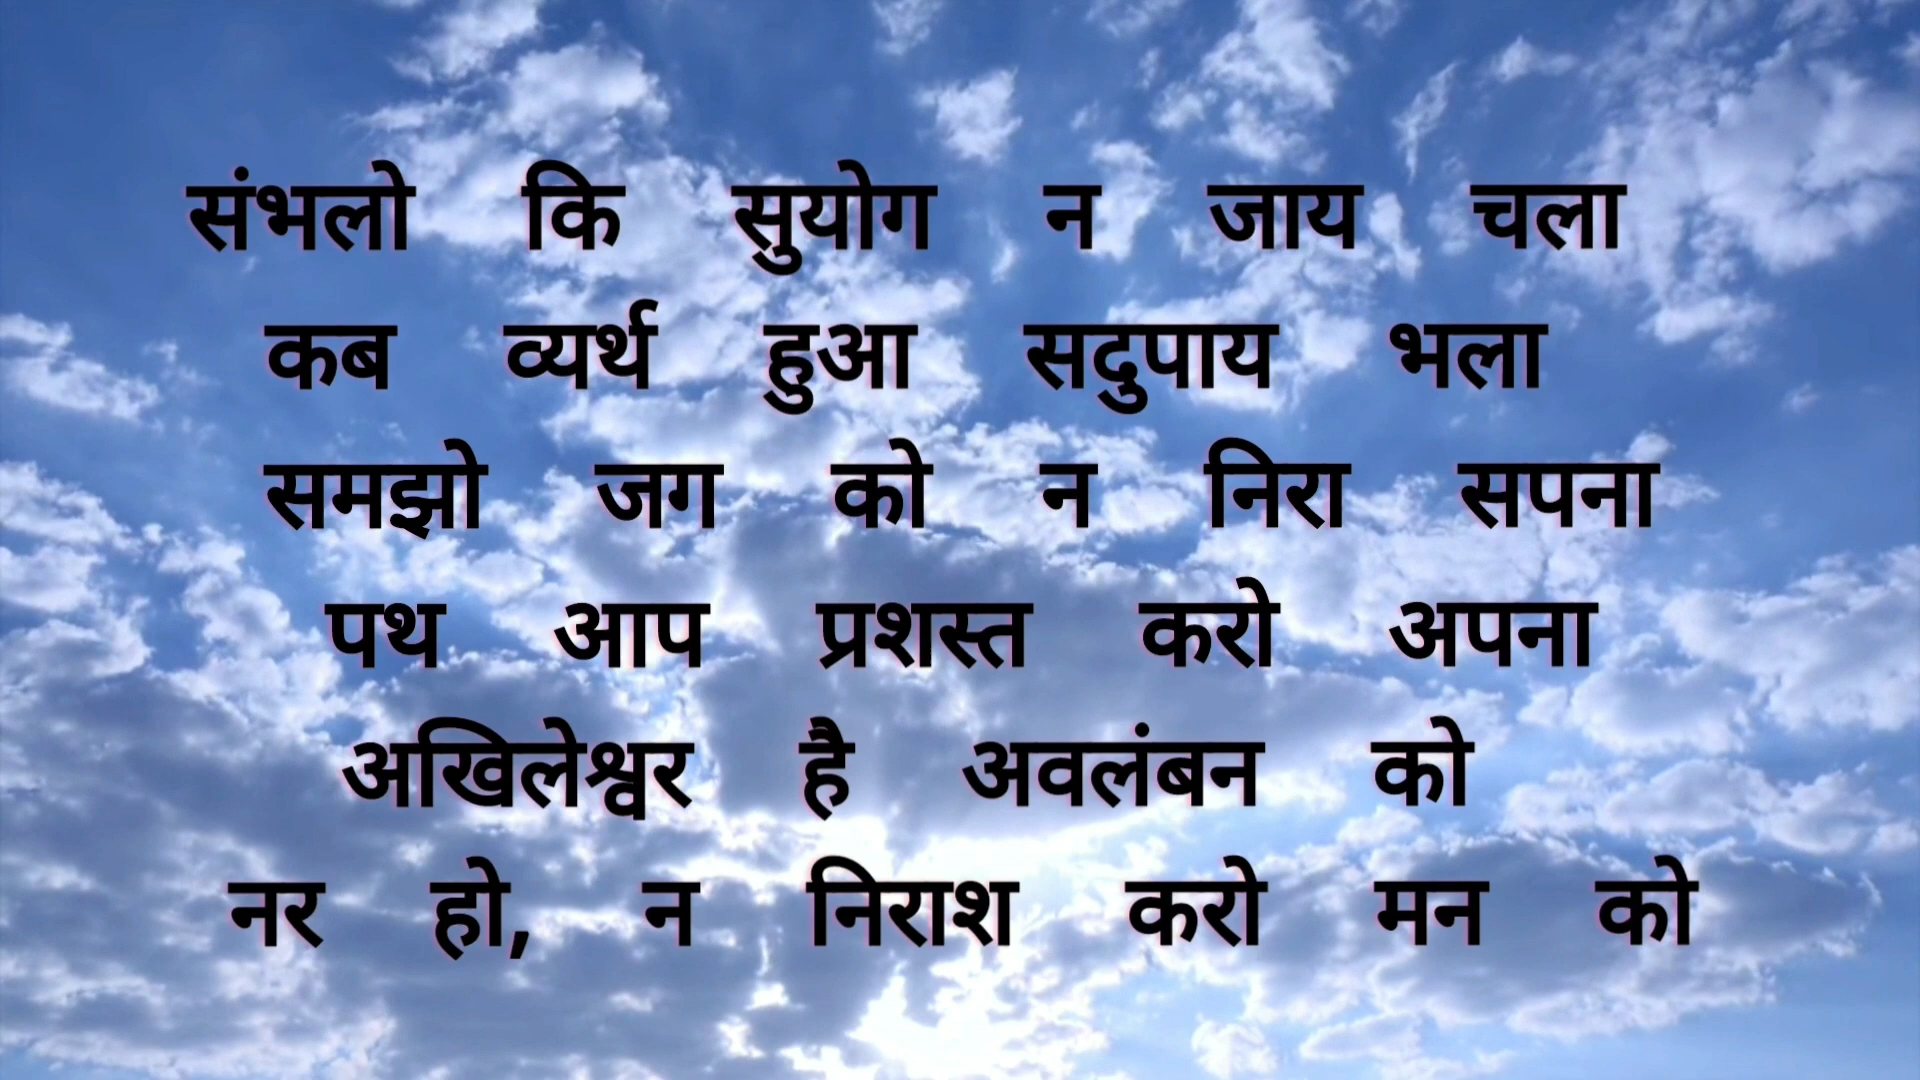 संभलो कि सुयोग न जाय चला
कब व्यर्थ हुआ सदुपाय भला
समझो जग को न निरा सपना
पथ आप प्रशस्त करो अपना
अखिलेश्वर है अवलंबन को
नर हो, न निराश करो मन को